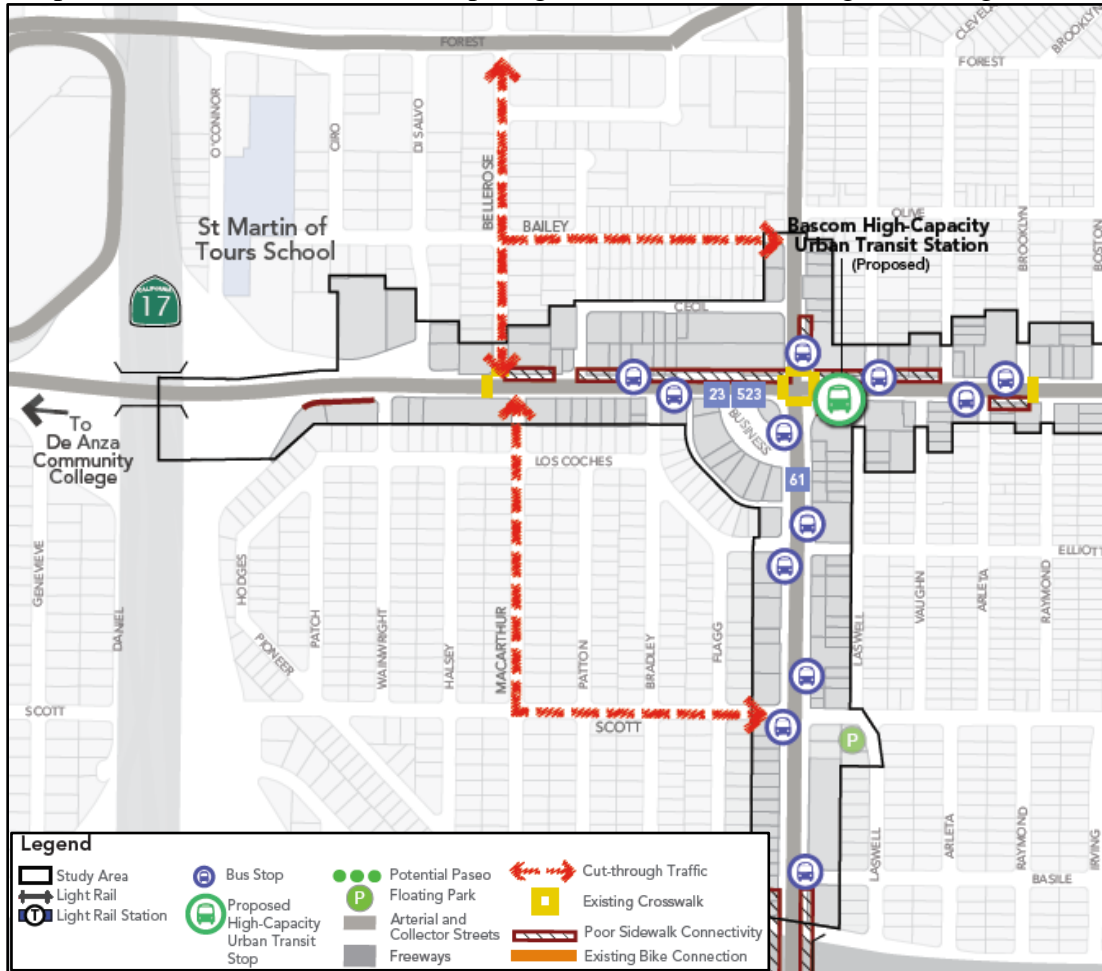 FOREST
CLEVEL
BROOKLYN
FOREST
O'CONNOR
CIRO
DI SALVO
BELLEROSE
BAILEY
St Martin of
Tours School
OLIVE
Bascom High-Capacity
Urban Transit Station
(Proposed)
BROOKLYN
BOSTON
CALIFORNIA
17
CECIL
23
523
BUSINESS
To
De Anza
Community
College
LOS COCHES
61
ELLIOTT
GENEVIEVE
DANIEL
HODGES
PIONEER
PATCH
WAINWRIGHT
HALSEY
MACARTHUR
PATTON
BRADLEY
FLAGG
LASWELL
VAUGHN
ARLETA
RAYMOND
SCOTT
SCOTT
P
LASWELL
ARLETA
RAYMOND
IRVING
BASILE
Legend
Study Area
Light Rail
T Light Rail Station
Bus Stop
Proposed
High-Capacity
Urban Transit
Stop
Potential Paseo
P Floating Park
Arterial and
Collector Streets
Freeways
Cut-through Traffic
Existing Crosswalk
Poor Sidewalk Connectivity
Existing Bike Connection